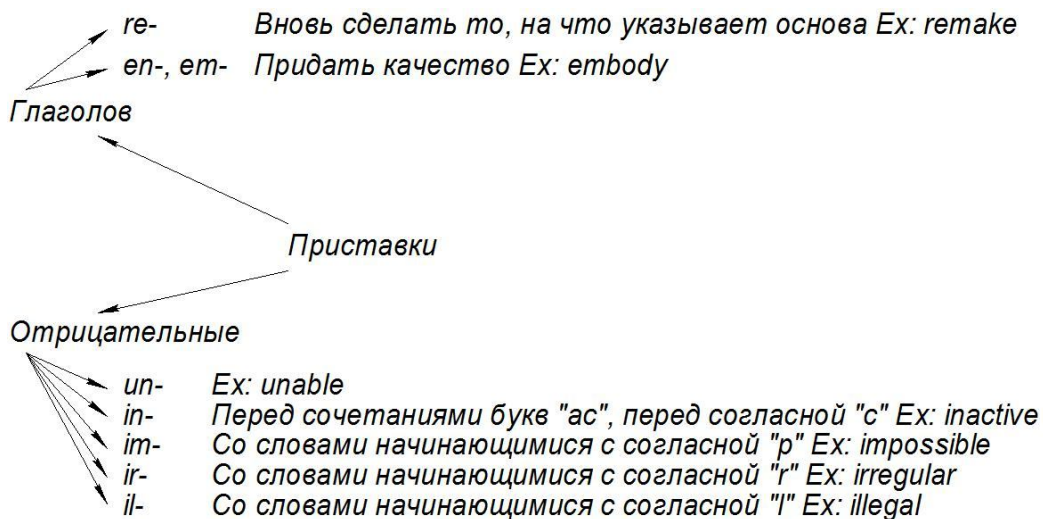 re- Вновь сделать то, на что указывает основа Ex: remake
en-, em- Придать качество Ex: embody
Глаголов
Приставки
Отрицательные
un- Ex: unable
in- Перед сочетаниями букв "ac", перед согласной "c" Ex: inactive
im- Со словами начинающимися с согласной "p" Ex: impossible
ir- Со словами начинающимися с согласной "r" Ex: irregular
il- Со словами начинающимися с согласной "l" Ex: illegal